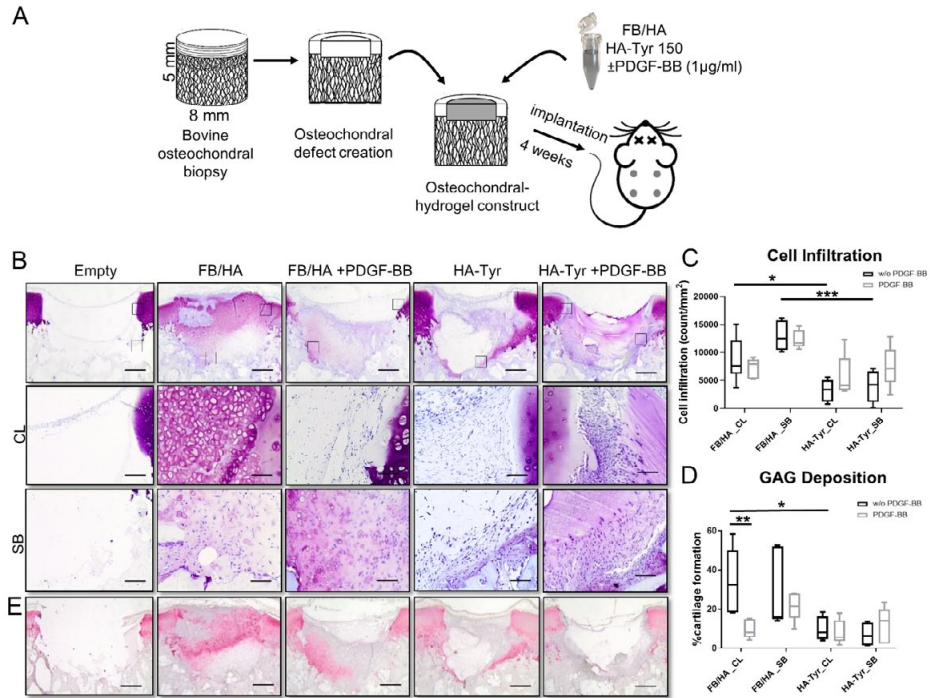 A
5 mm
8 mm
Bovine
osteochondral
biopsy
Osteochondral
defect creation
FB/HA
HA-Tyr 150
±PDGF-BB (1µg/ml)
Osteochondral-
hydrogel construct
implantation
4 weeks
B
Empty
FB/HA
FB/HA +PDGF-BB
HA-Tyr
HA-Tyr +PDGF-BB
CL
SB
E
C
Cell Infiltration
w/o PDGF-BB
PDGF BB
*
***
Cell infiltration (count/mm²)
20000
15000
10000
5000
0
FB/HA_CL
FB/HA_SB
HA-Tyr_CL
HA-Tyr_SB
D
GAG Deposition
w/o PDGF-BB
PDGF-BB
*
**
%cartilage formation
60
40
20
0
FB/HA_CL
FB/HA_SB
HA-Tyr_CL
HA-Tyr_SB